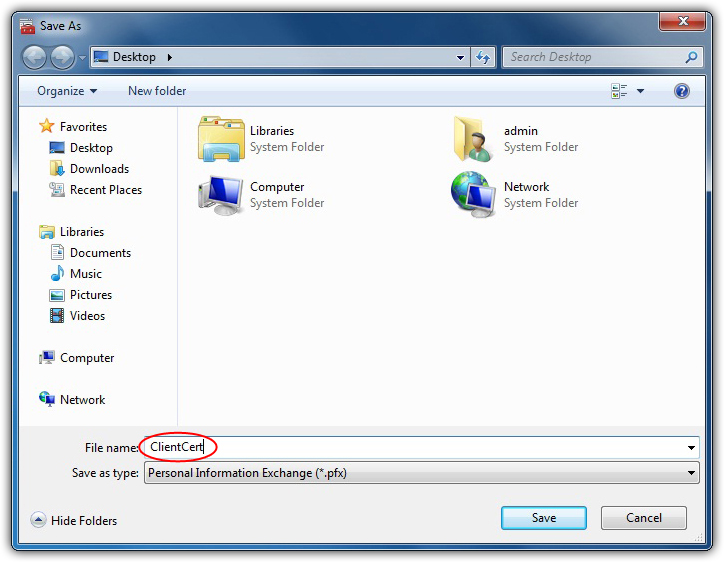 Save As
Desktop
Search Desktop
Organize New folder
Favorites
Desktop
Downloads
Recent Places
Libraries
Documents
Music
Pictures
Videos
Computer
Network
Libraries
System Folder
admin
System Folder
Computer
System Folder
Network
System Folder
File name: ClientCert
Save as type: Personal Information Exchange (*.pfx)
Hide Folders Save Cancel